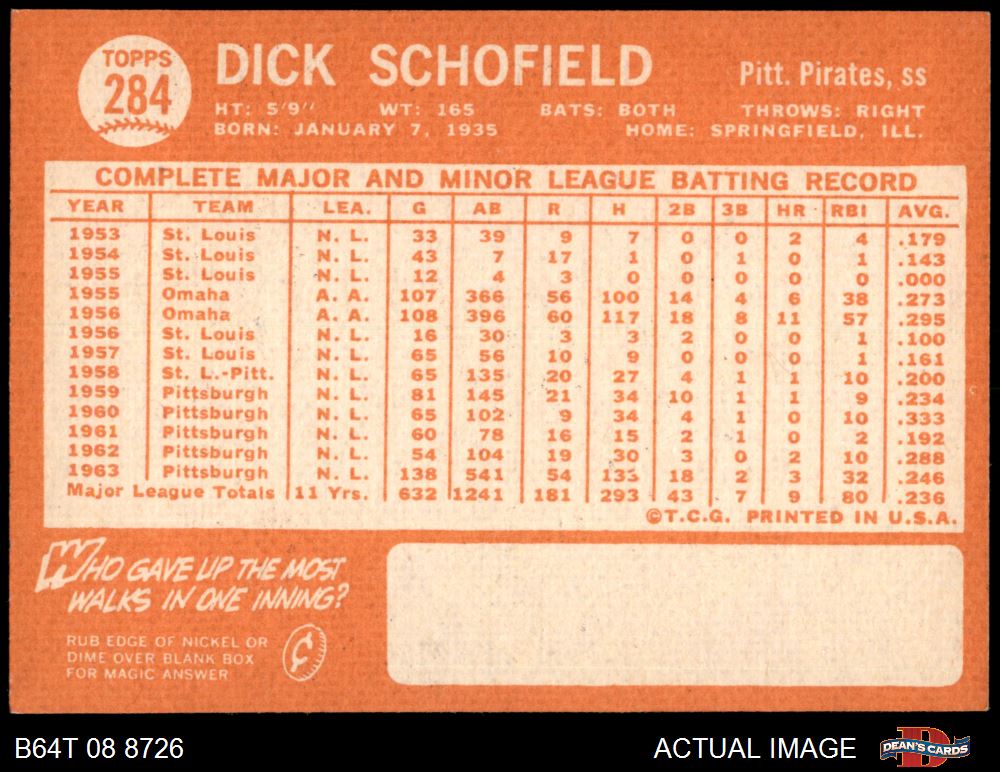 TOPPS
284
DICK SCHOFIELD
Pitt. Pirates, ss
HT: 5'9" WT: 165 BATS: BOTH THROWS: RIGHT
BORN: JANUARY 7, 1935 HOME: SPRINGFIELD, ILL.
COMPLETE MAJOR AND MINOR LEAGUE BATTING RECORD
YEAR TEAM LEA. G AB R H 2B 3B HR RBI AVG.
1953 St. Louis N. L. 33 39 9 7 0 0 2 4 .179
1954 St. Louis N. L. 43 7 17 1 0 1 0 1 .143
1955 St. Louis N. L. 12 4 3 0 0 0 0 0 .000
1955 Omaha A. A. 107 366 56 100 14 4 6 38 .273
1956 Omaha A. A. 108 396 60 117 18 8 11 57 .295
1956 St. Louis N. L. 16 30 3 3 2 0 0 1 .100
1957 St. Louis N. L. 65 56 10 9 0 0 0 1 .161
1958 St. L.-Pitt. N. L. 65 135 20 27 4 1 1 10 .200
1959 Pittsburgh N. L. 81 145 21 34 10 1 1 9 .234
1960 Pittsburgh N. L. 65 102 9 34 4 1 0 10 .333
1961 Pittsburgh N. L. 60 78 16 15 2 1 0 2 .192
1962 Pittsburgh N. L. 54 104 19 30 3 0 2 10 .288
1963 Pittsburgh N. L. 138 541 54 133 18 2 3 32 .246
Major League Totals 11 Yrs. 632 1241 181 293 43 7 9 80 .236
©T.C.G. PRINTED IN U.S.A.
WHO GAVE UP THE MOST
WALKS IN ONE INNING?
RUB EDGE OF NICKEL OR
DIME OVER BLANK BOX
FOR MAGIC ANSWER
¢
B64T 08 8726
ACTUAL IMAGE
D
DEAN'S CARDS